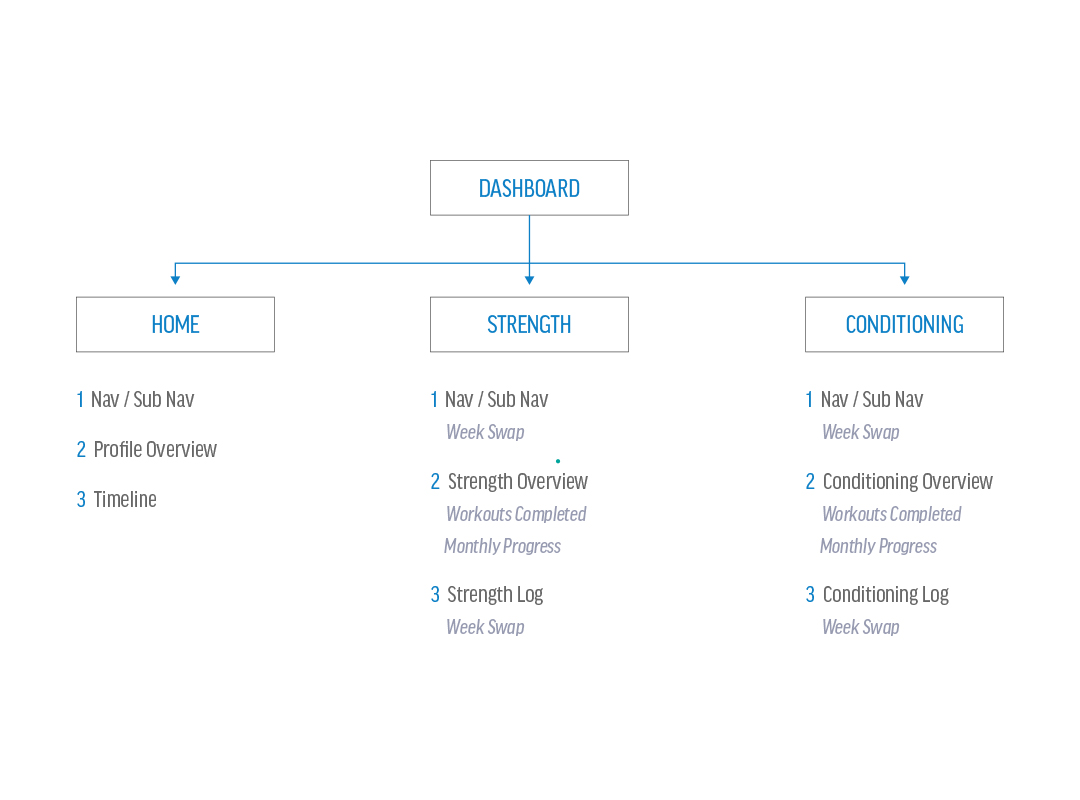 DASHBOARD
HOME
1 Nav / Sub Nav
2 Profile Overview
3 Timeline
STRENGTH
1 Nav / Sub Nav
Week Swap
2 Strength Overview
Workouts Completed
Monthly Progress
3 Strength Log
Week Swap
CONDITIONING
1 Nav / Sub Nav
Week Swap
2 Conditioning Overview
Workouts Completed
Monthly Progress
3 Conditioning Log
Week Swap